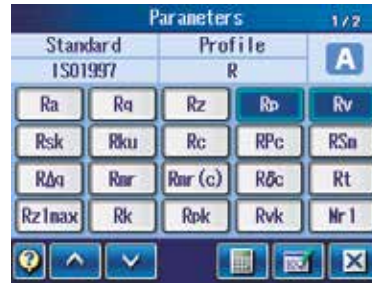 Parameters 1/2
Standard Profile A
ISO1997 R
Ra Rq Rz Rp Rv
Rsk Rku Rc RPc RSm
RΔq Rmr Rmr(c) Rδc Rt
Rz1max Rk Rpk Rvk Mr1
?